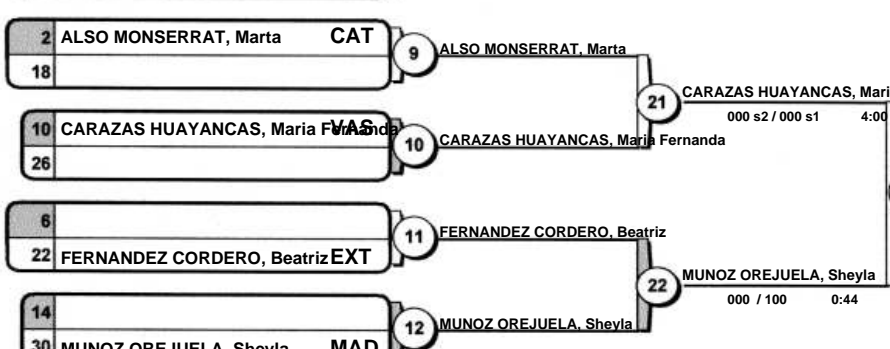 2 ALSO MONSERRAT, Marta CAT
18
9 ALSO MONSERRAT, Marta
10 CARAZAS HUAYANCAS, Maria Fernanda VAS
26
10 CARAZAS HUAYANCAS, Maria Fernanda
21 CARAZAS HUAYANCAS, Mari
000 s2 / 000 s1 4:00
6
22 FERNANDEZ CORDERO, Beatriz EXT
11 FERNANDEZ CORDERO, Beatriz
14
30 MUNOZ OREJUELA, Sheyla MAD
12 MUNOZ OREJUELA, Sheyla
22 MUNOZ OREJUELA, Sheyla
000 / 100 0:44